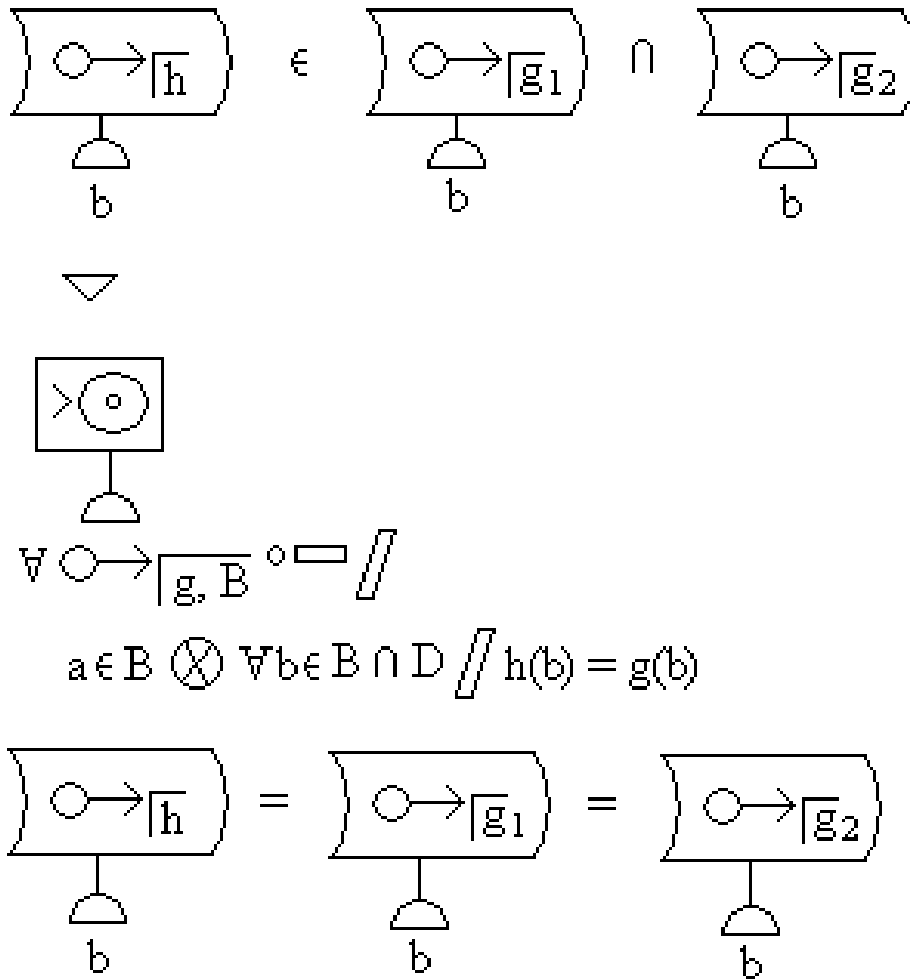 h ∈ g₁ ∩ g₂
b b b
∀ g, B
a ∈ B ⊗ ∀b ∈ B ∩ D // h(b) = g(b)
h = g₁ = g₂
b b b